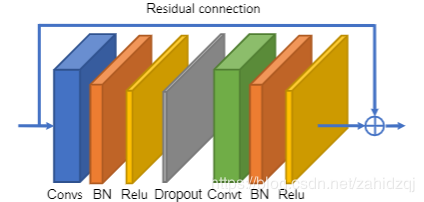 Residual connection
https://blog.csdn.net/zahidzqj
Convs BN Relu Dropout Convt BN Relu